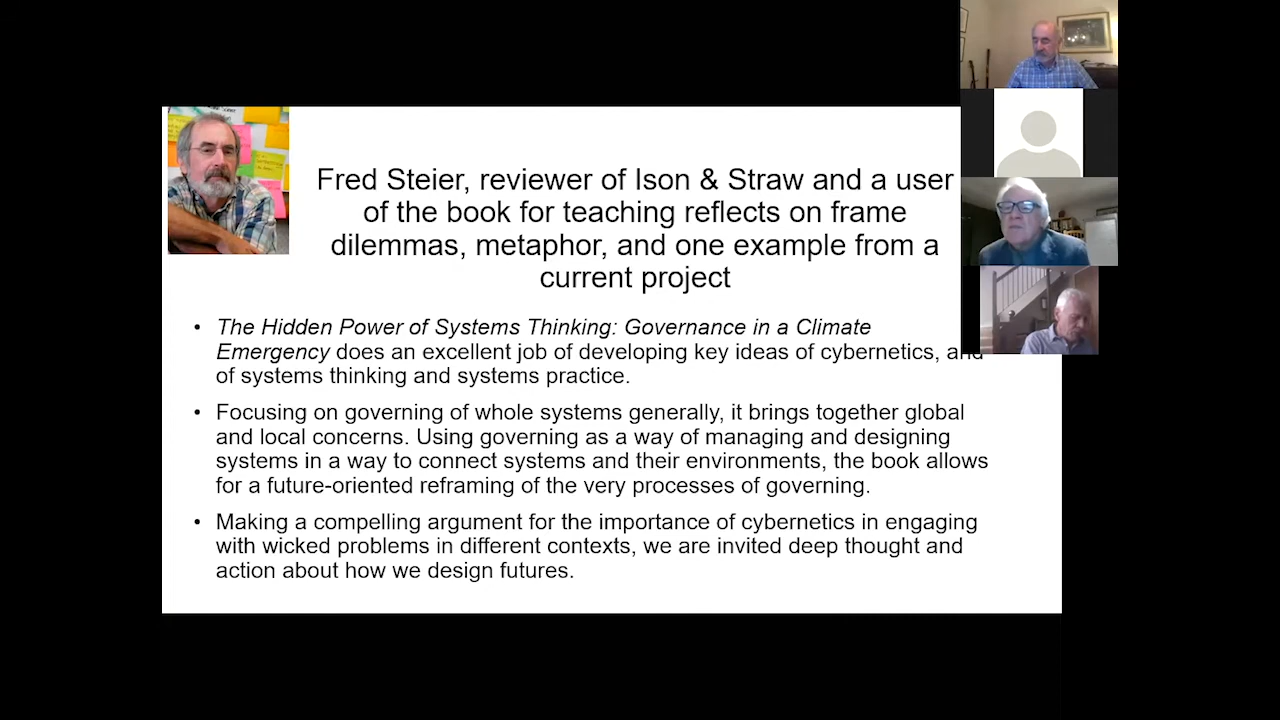 Fred Steier, reviewer of Ison & Straw and a user
of the book for teaching reflects on frame
dilemmas, metaphor, and one example from a
current project
• The Hidden Power of Systems Thinking: Governance in a Climate
Emergency does an excellent job of developing key ideas of cybernetics, and
of systems thinking and systems practice.
• Focusing on governing of whole systems generally, it brings together global
and local concerns. Using governing as a way of managing and designing
systems in a way to connect systems and their environments, the book allows
for a future-oriented reframing of the very processes of governing.
• Making a compelling argument for the importance of cybernetics in engaging
with wicked problems in different contexts, we are invited deep thought and
action about how we design futures.